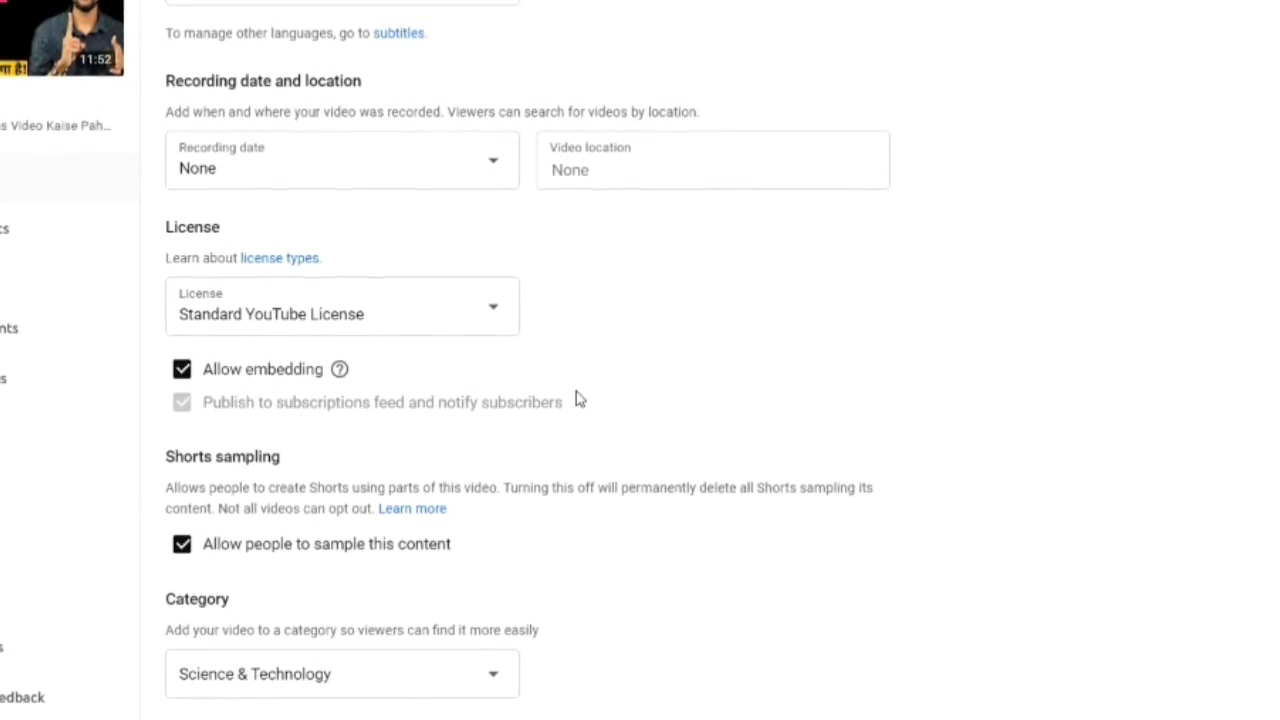 To manage other languages, go to subtitles.
11:52
Recording date and location
s Video Kaise Pah...
Add when and where your video was recorded. Viewers can search for videos by location.
Recording date
None
Video location
None
License
Learn about license types.
License
Standard YouTube License
nts
Allow embedding
s
Publish to subscriptions feed and notify subscribers
Shorts sampling
Allows people to create Shorts using parts of this video. Turning this off will permanently delete all Shorts sampling its
content. Not all videos can opt out. Learn more
Allow people to sample this content
Category
Add your video to a category so viewers can find it more easily
s
Science & Technology
edback